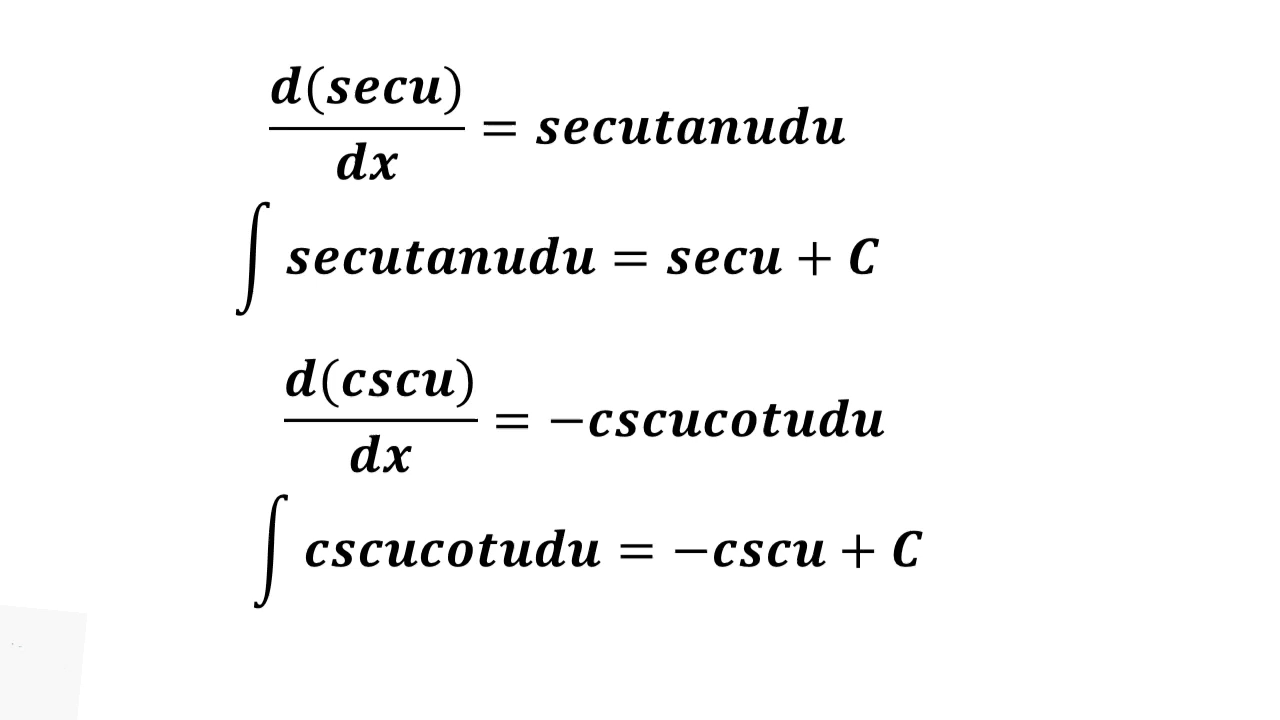 d(secu)/dx = secutanudu
∫ secutanudu = secu + C
d(cscu)/dx = −cscucotudu
∫ cscucotudu = −cscu + C